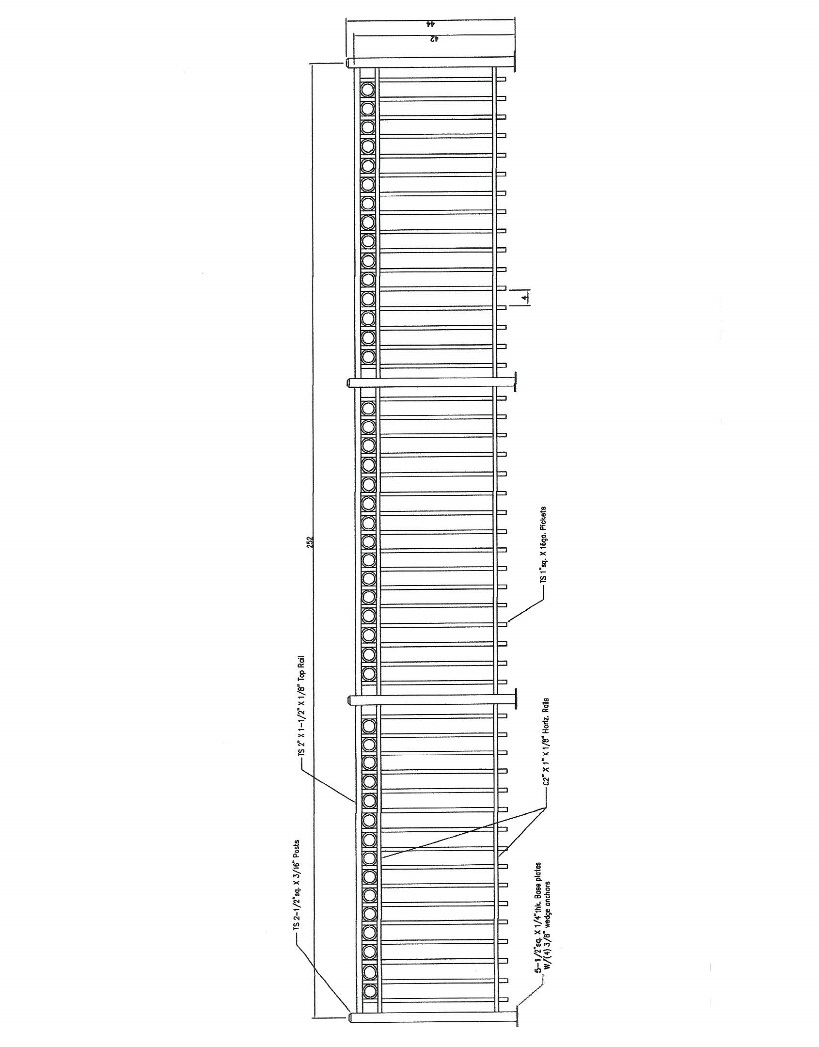 44
42
252
4
TS 2-1/2"sq. X 3/16" Posts
TS 2" X 1-1/2" X 1/8" Top Rail
5-1/2"sq. X 1/4"thk. Base plates
W/(4) 3/8" wedge anchors
C2" X 1" X 1/8" Horiz. Rails
TS 1"sq. X 16ga. Pickets